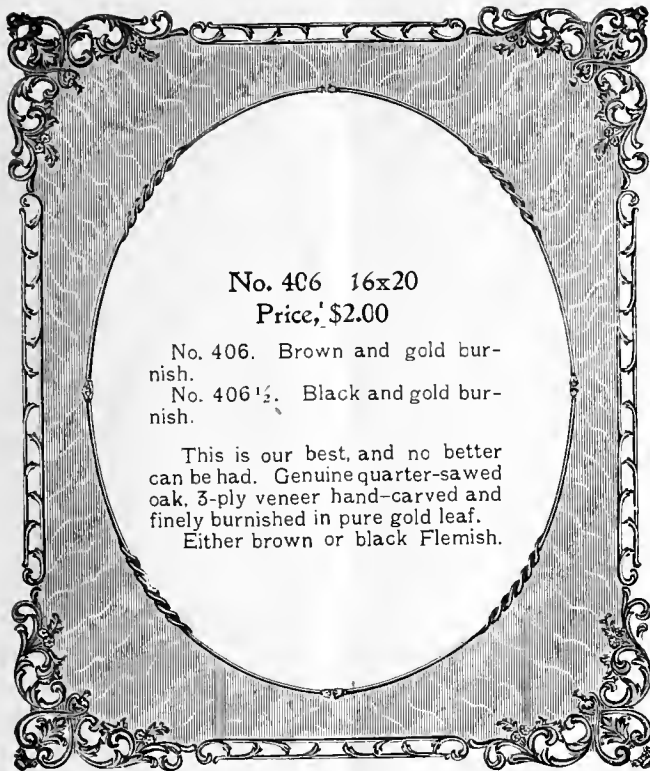 No. 406 16x20
Price, $2.00
No. 406. Brown and gold bur-
nish.
No. 406½. Black and gold bur-
nish.
This is our best, and no better
can be had. Genuine quarter-sawed
oak, 3-ply veneer hand-carved and
finely burnished in pure gold leaf.
Either brown or black Flemish.